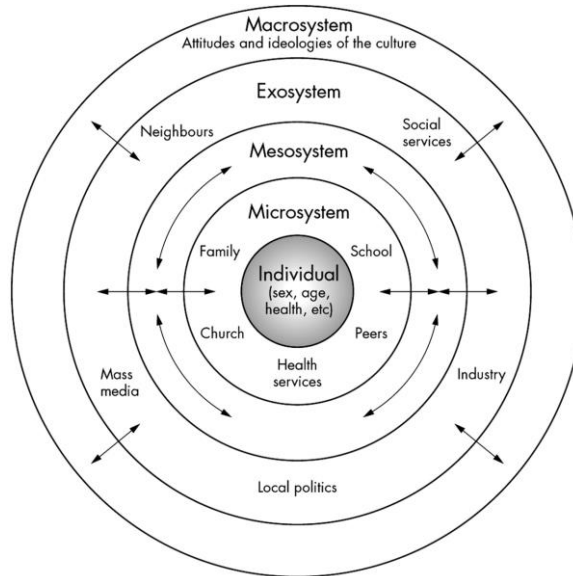 Macrosystem
Attitudes and ideologies of the culture
Exosystem
Neighbours
Social
services
Mesosystem
Microsystem
Family
School
Individual
(sex, age,
health, etc)
Church
Peers
Health
services
Mass
media
Industry
Local politics